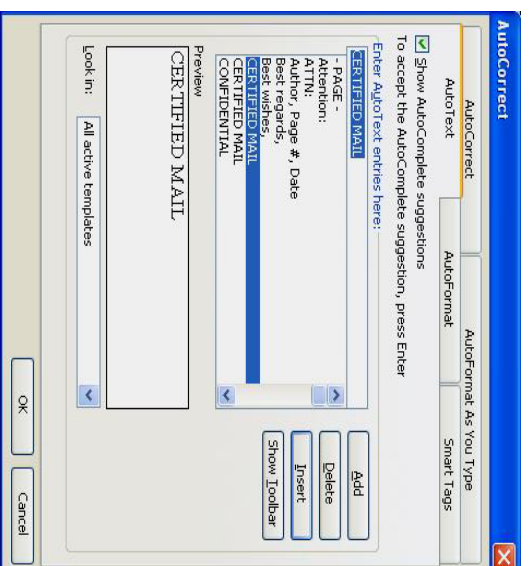 AutoCorrect
AutoCorrect
AutoFormat As You Type
AutoText
AutoFormat
Smart Tags
Show AutoComplete suggestions
To accept the AutoComplete suggestion, press Enter
Enter AutoText entries here:
CERTIFIED MAIL
Add
- PAGE -
Attention:
ATTN:
Author, Page #, Date
Best regards,
Best wishes,
CERTIFIED MAIL
CERTIFIED MAIL
CONFIDENTIAL
Delete
Insert
Show Toolbar
Preview
CERTIFIED MAIL
Look in:
All active templates
OK
Cancel